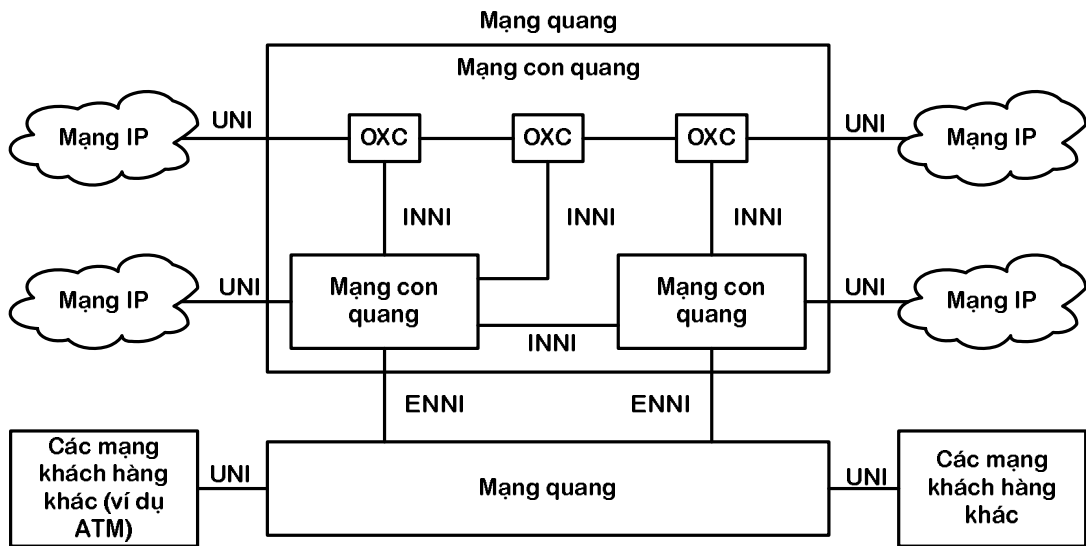 Mạng quang
Mạng con quang
Mạng IP
UNI
OXC
OXC
OXC
UNI
Mạng IP
INNI
INNI
INNI
Mạng IP
UNI
Mạng con
quang
Mạng con
quang
UNI
Mạng IP
INNI
ENNI
ENNI
Các mạng
khách hàng
khác (ví dụ
ATM)
UNI
Mạng quang
UNI
Các mạng
khách hàng
khác